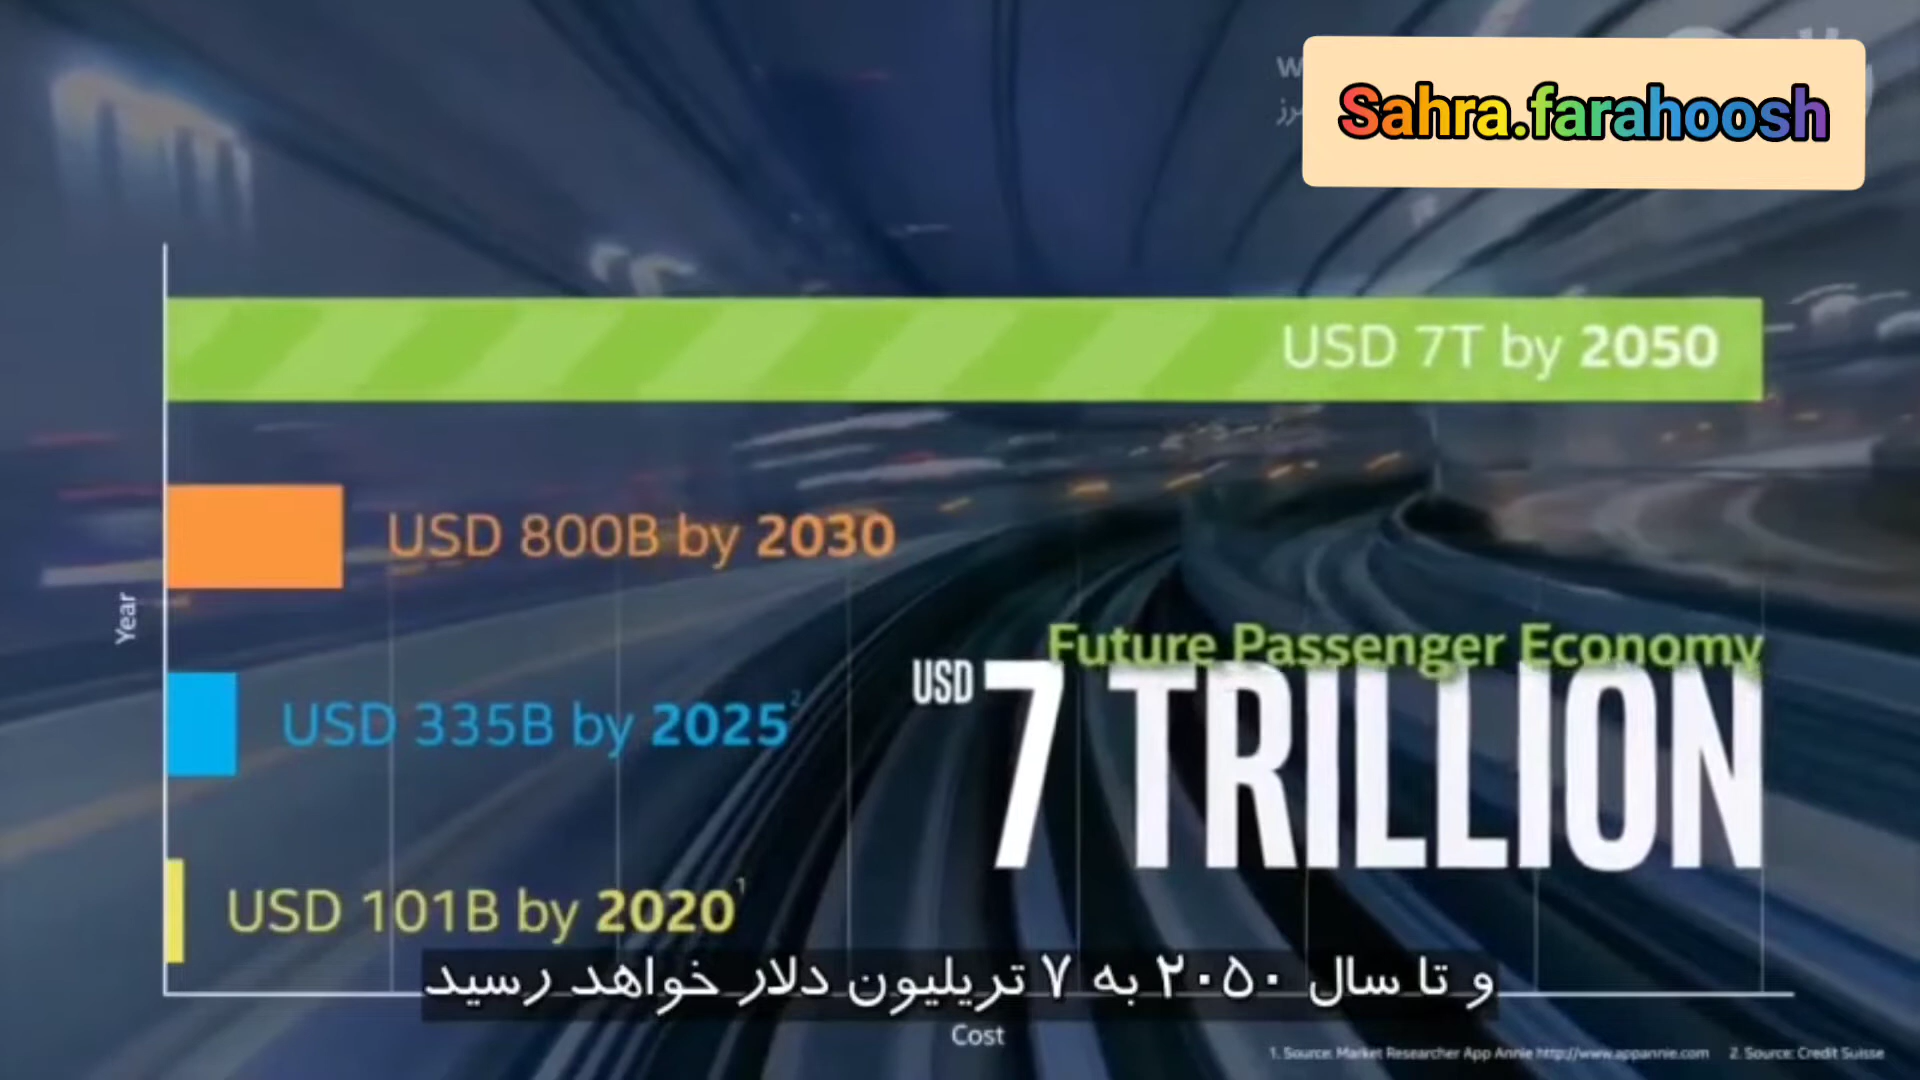 Sahra.farahoosh
USD 7T by 2050
USD 800B by 2030
Year
Future Passenger Economy
USD 7 TRILLION
USD 335B by 2025²
USD 101B by 2020¹
و تا سال ۲۰۵۰ به ۷ تریلیون دلار خواهد رسید
Cost
1. Source: Market Researcher App Annie http://www.appannie.com 2. Source: Credit Suisse